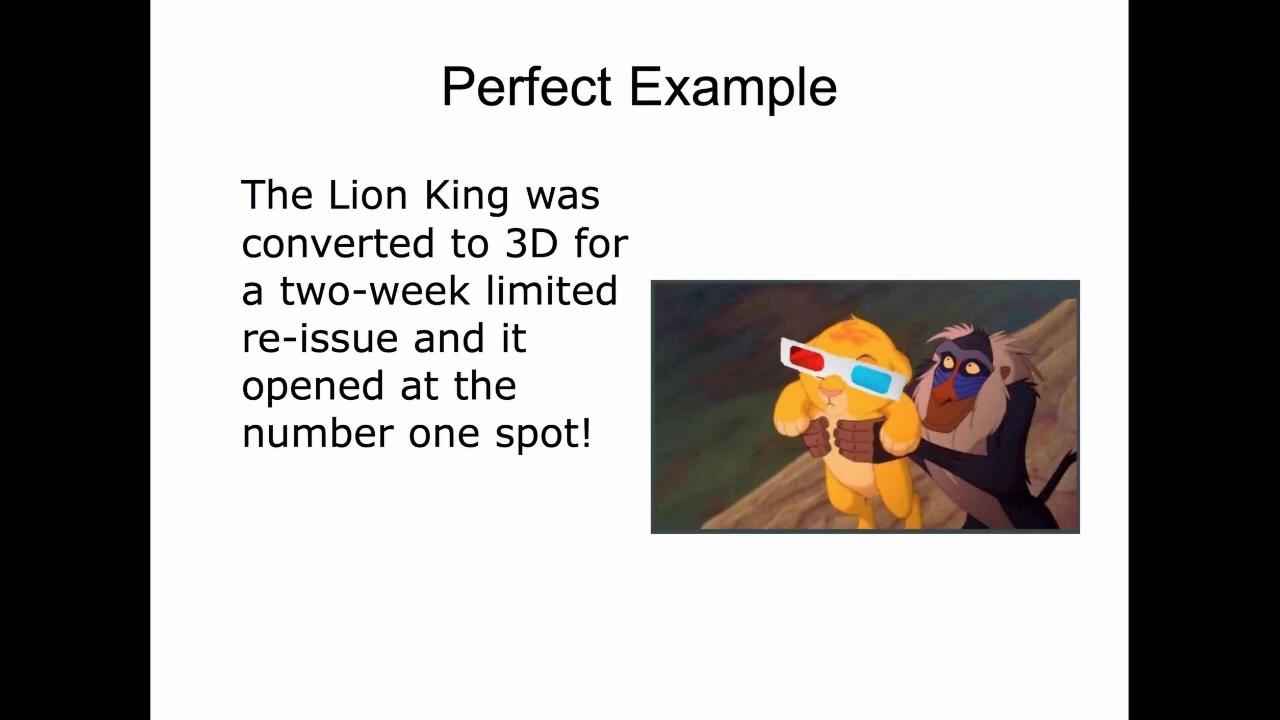 Perfect Example
The Lion King was
converted to 3D for
a two-week limited
re-issue and it
opened at the
number one spot!